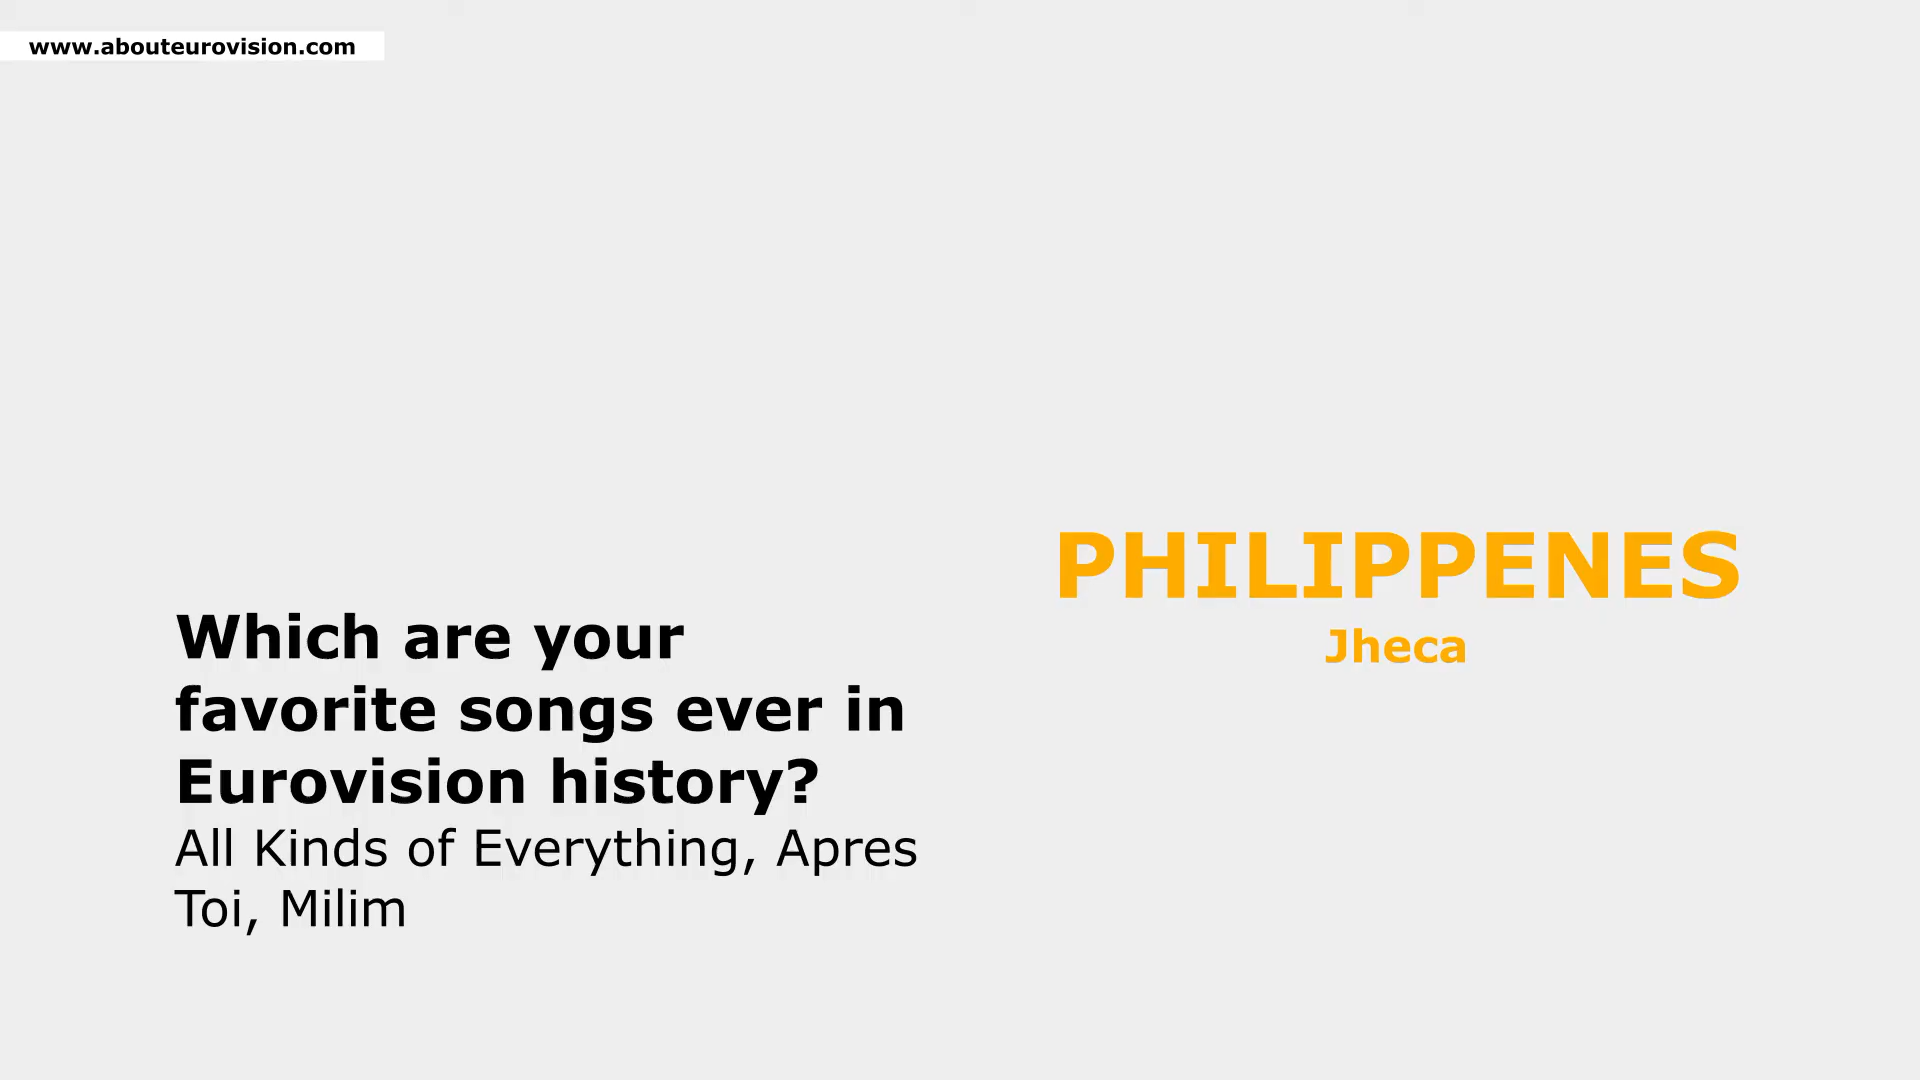 www.abouteurovision.com
PHILIPPENES
Jheca
Which are your
favorite songs ever in
Eurovision history?
All Kinds of Everything, Apres
Toi, Milim